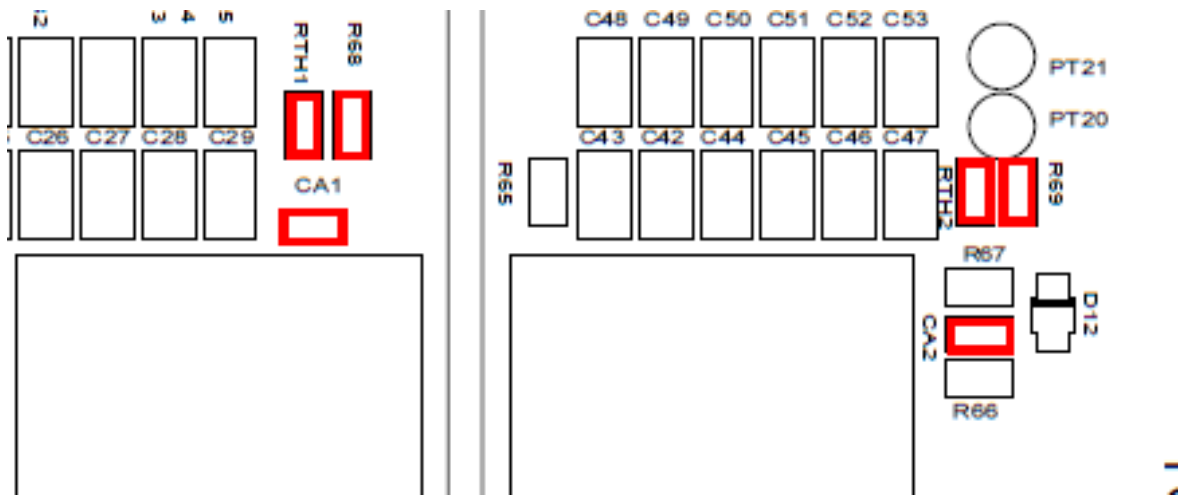 C48 C49 C50 C51 C52 C53
RTH1
R68
PT21
PT20
C26 C27 C28 C29
C43 C42 C44 C45 C46 C47
CA1
R65
RTH2
R69
R67
CA2
D12
R66